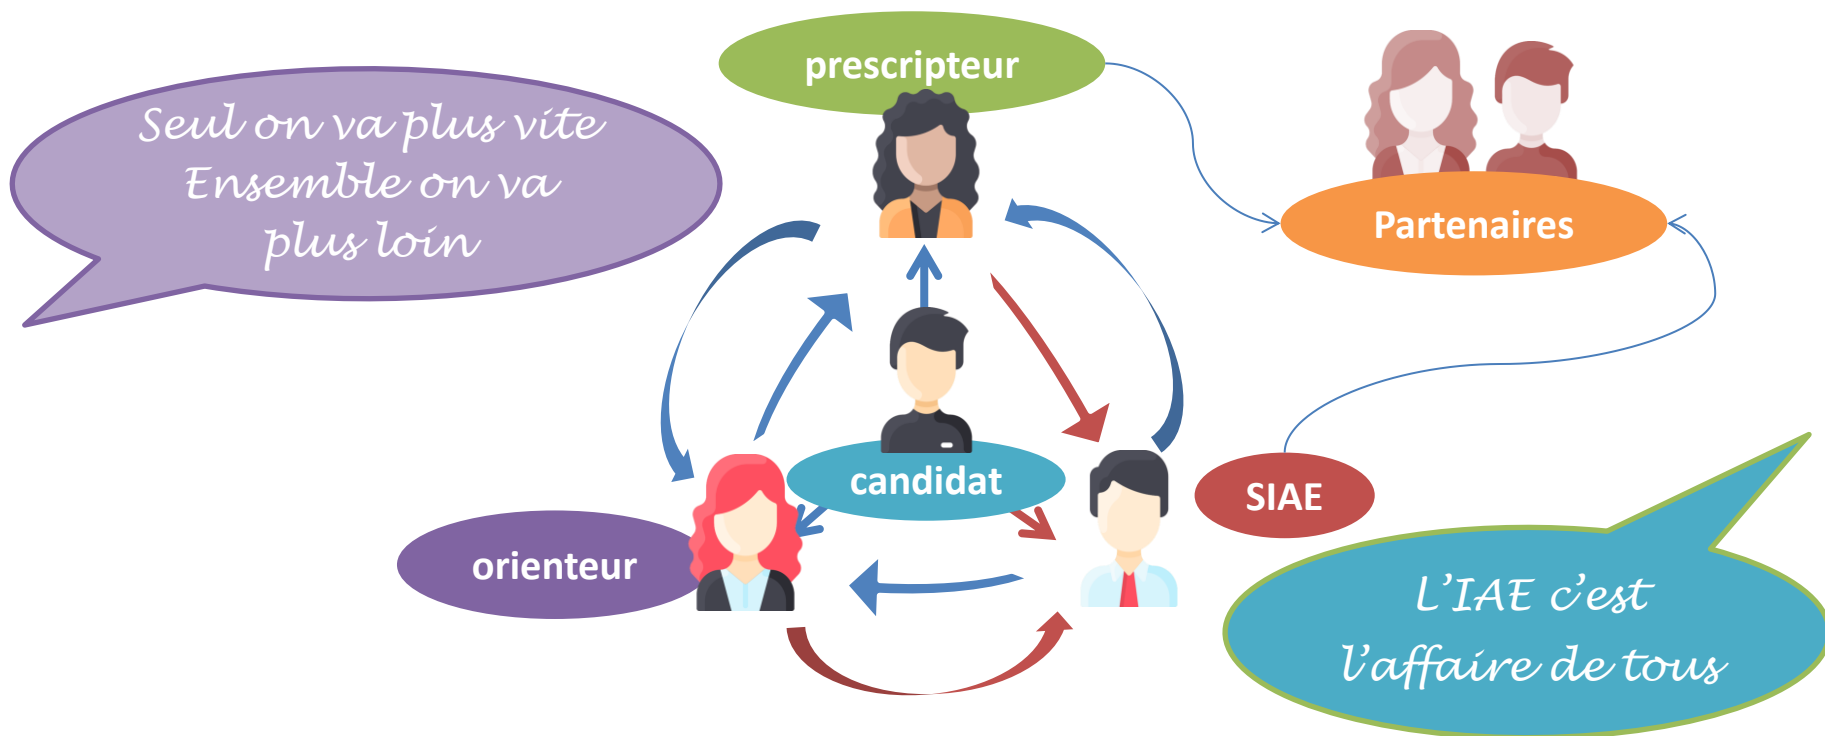 prescripteur
Seul on va plus vite
Ensemble on va
plus loin
Partenaires
candidat
SIAE
orienteur
L'IAE c'est
l'affaire de tous